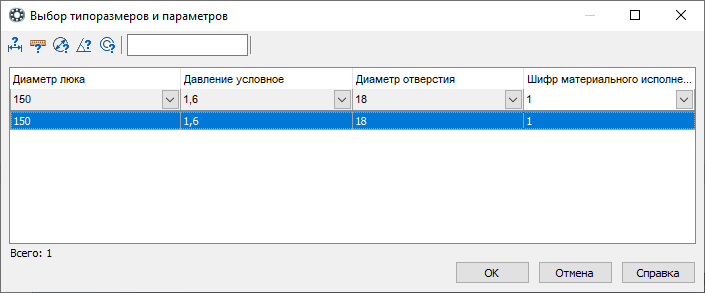 Выбор типоразмеров и параметров
Диаметр люка Давление условное Диаметр отверстия Шифр материального исполне...
150 1,6 18 1
150 1,6 18 1
Всего: 1
OK Отмена Справка